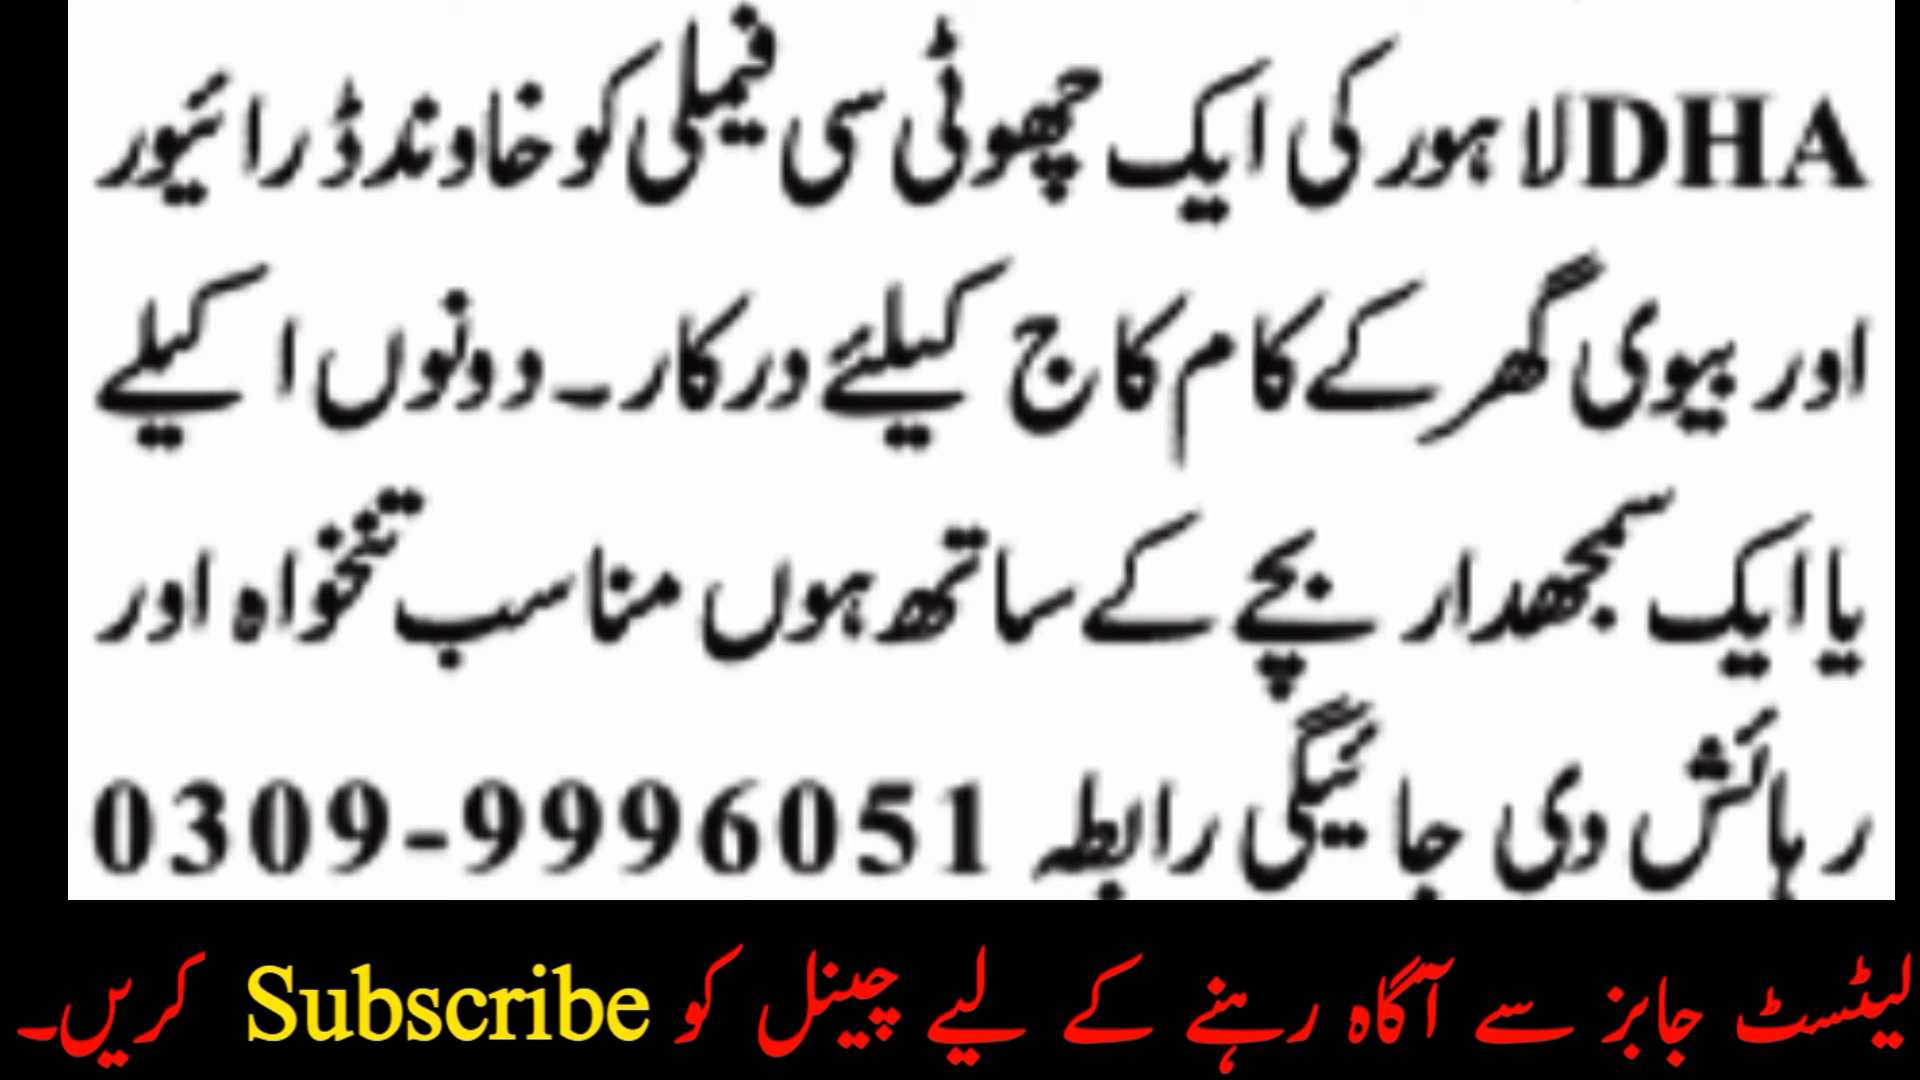 DHA لاہور کی ایک چھوٹی سی فیملی کو خاوند ڈرائیور
اور بیوی گھر کے کام کاج کیلئے درکار۔ دونوں اکیلے
یا ایک سمجھدار بچے کے ساتھ ہوں مناسب تنخواہ اور
رہائش دی جائیگی رابطہ 0309-9996051
لیٹسٹ جابز سے آگاہ رہنے کے لیے چینل کو Subscribe کریں۔